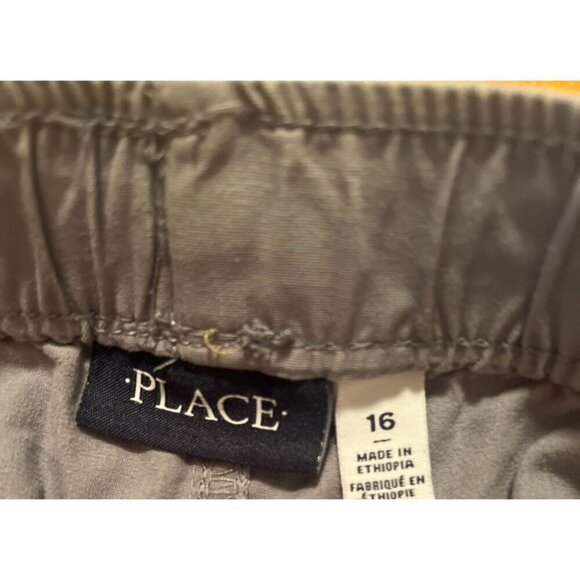 ·PLACE·
16
MADE IN
ETHIOPIA
FABRIQUÉ EN
ÉTHIOPIE